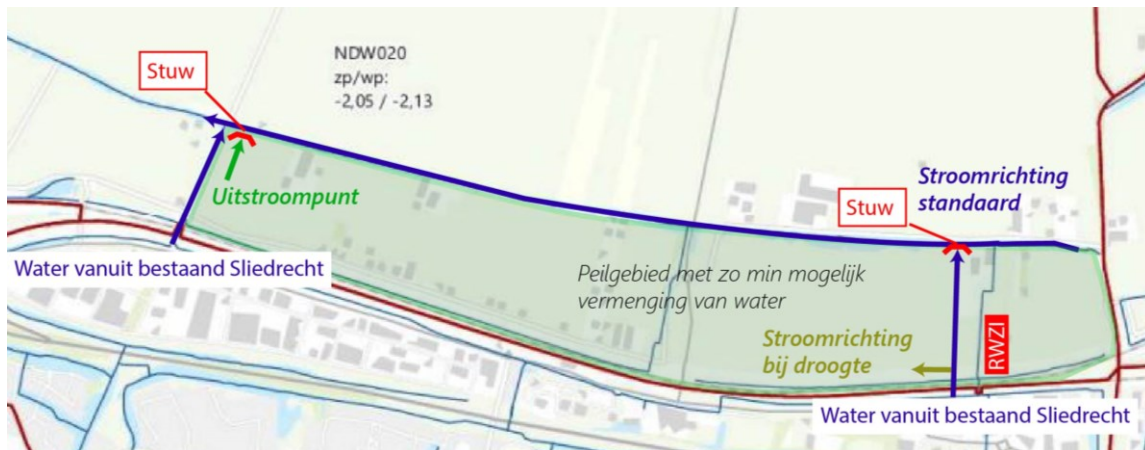 NDW020
zp/wp:
-2,05 / -2,13
Stuw
Uitstroompunt
Stroomrichting
standaard
Stuw
Water vanuit bestaand Sliedrecht
Peilgebied met zo min mogelijk
vermenging van water
Stroomrichting
bij droogte
RWZI
Water vanuit bestaand Sliedrecht